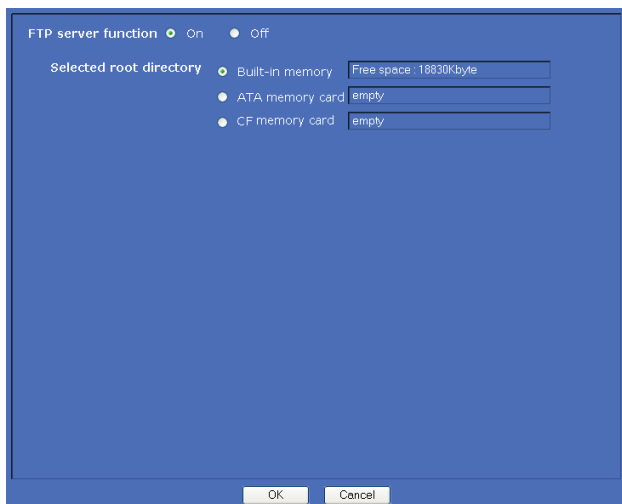 FTP server function On Off
Selected root directory Built-in memory Free space : 18830Kbyte
ATA memory card empty
CF memory card empty
OK Cancel